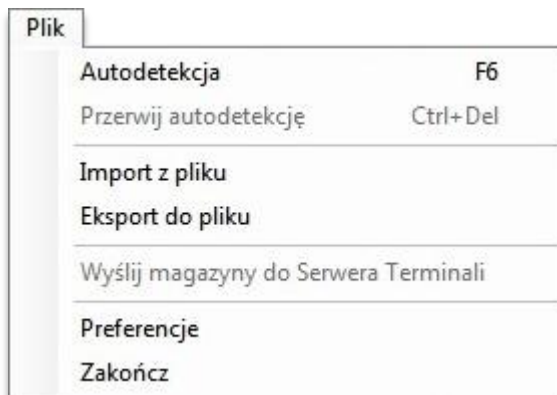 Plik
Autodetekcja F6
Przerwij autodetekcję Ctrl+Del
Import z pliku
Eksport do pliku
Wyślij magazyny do Serwera Terminali
Preferencje
Zakończ